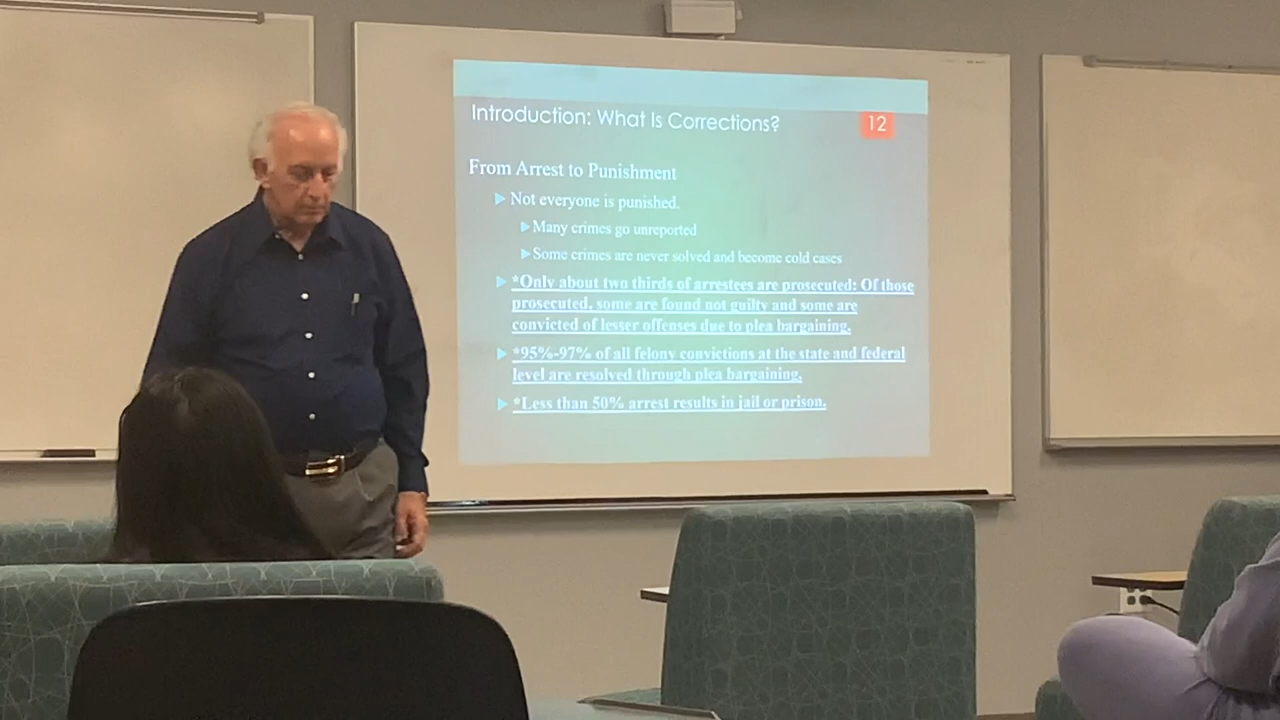 Introduction: What Is Corrections?
12
From Arrest to Punishment
Not everyone is punished.
Many crimes go unreported
Some crimes are never solved and become cold cases
*Only about two thirds of arrestees are prosecuted: Of those
prosecuted, some are found not guilty and some are
convicted of lesser offenses due to plea bargaining.
*95%-97% of all felony convictions at the state and federal
level are resolved through plea bargaining.
*Less than 50% arrest results in jail or prison.